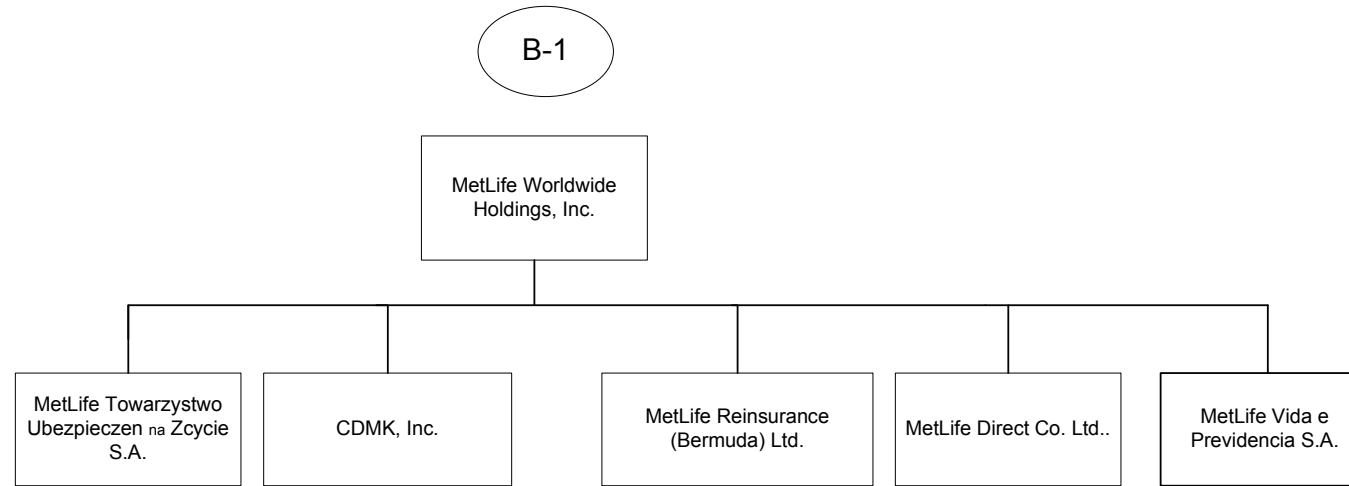 B-1
MetLife Worldwide
Holdings, Inc.
MetLife Towarzystwo
Ubezpieczen na Zcycie
S.A.
CDMK, Inc.
MetLife Reinsurance
(Bermuda) Ltd.
MetLife Direct Co. Ltd..
MetLife Vida e
Previdencia S.A.